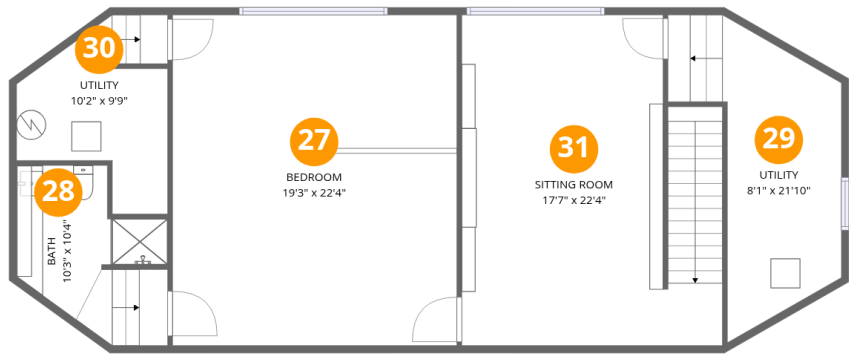 30
UTILITY
10'2" x 9'9"
27
BEDROOM
19'3" x 22'4"
31
SITTING ROOM
17'7" x 22'4"
29
UTILITY
8'1" x 21'10"
28
BATH
10'3" x 10'4"